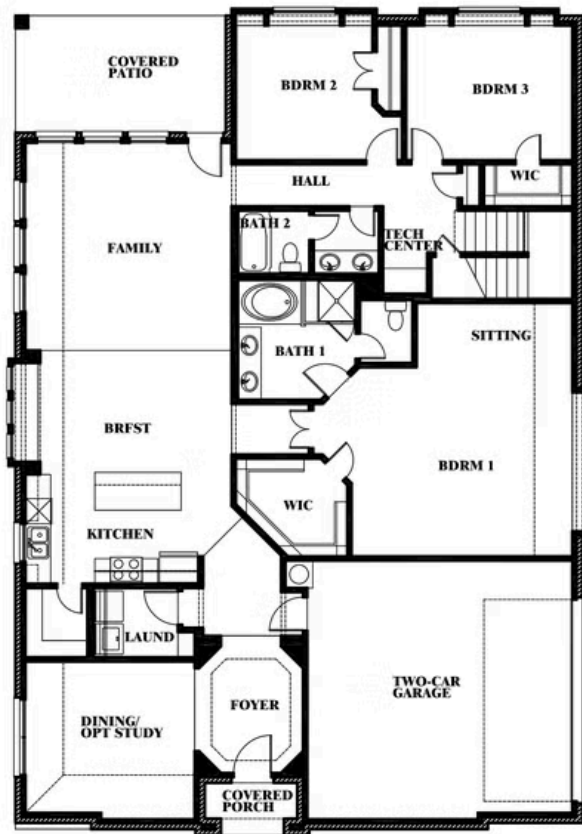 COVERED
PATIO
BDRM 2
BDRM 3
HALL
WIC
BATH 2
TECH
CENTER
FAMILY
SITTING
BATH 1
BRFST
BDRM 1
WIC
KITCHEN
LAUND
TWO-CAR
GARAGE
FOYER
DINING/
OPT STUDY
COVERED
PORCH